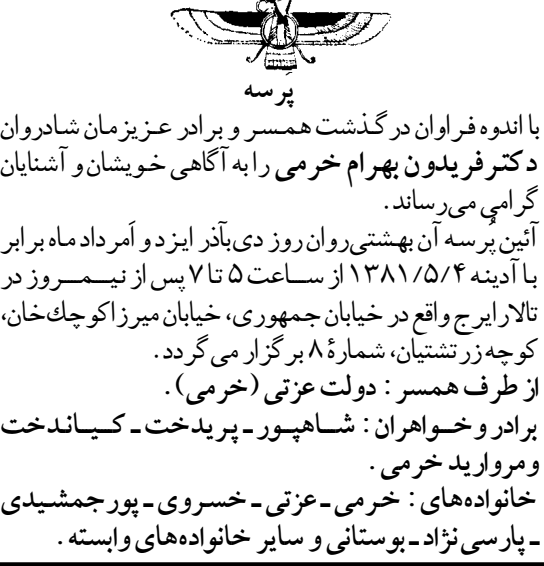 پرسه
با اندوه فراوان درگذشت همسر و برادر عزیزمان شادروان
دکتر فریدون بهرام خرمی را به آگاهی خویشان و آشنایان
گرامی می‌رساند.
آئین پُرسه آن بهشتی‌روان روز دی‌بآذر ایزد و اَمرداد ماه برابر
با آدینه ۱۳۸۱/۵/۴ از ساعت ۵ تا ۷ پس از نیمروز در
تالار ایرج واقع در خیابان جمهوری، خیابان میرزا کوچك‌خان،
کوچه زرتشتیان، شمارهٔ ۸ برگزار می‌گردد.
از طرف همسر: دولت عزتی (خرمی).
برادر و خواهران: شاهپور ـ پریدخت ـ کیاندخت
و مروارید خرمی.
خانواده‌های: خرمی ـ عزتی ـ خسروی ـ پورجمشیدی
ـ پارسی‌نژاد ـ بوستانی و سایر خانواده‌های وابسته.